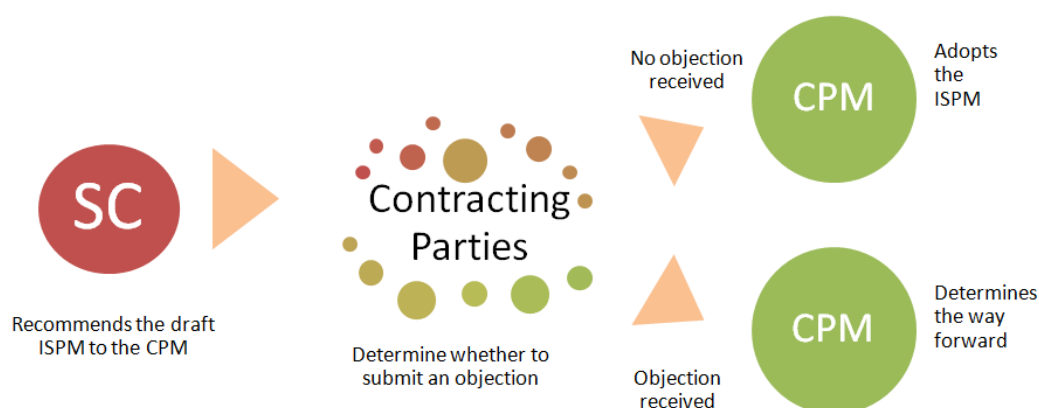 SC
Recommends the draft
ISPM to the CPM
Contracting
Parties
Determine whether to
submit an objection
No objection
received
CPM
Adopts
the
ISPM
Objection
received
CPM
Determines
the way
forward